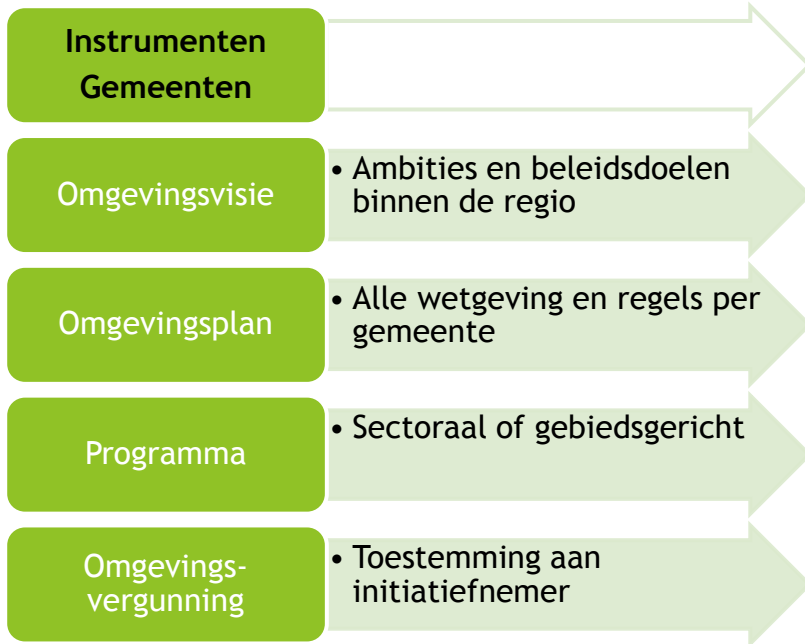 Instrumenten
Gemeenten
Omgevingsvisie
• Ambities en beleidsdoelen
binnen de regio
Omgevingsplan
• Alle wetgeving en regels per
gemeente
Programma
• Sectoraal of gebiedsgericht
Omgevings-
vergunning
• Toestemming aan
initiatiefnemer